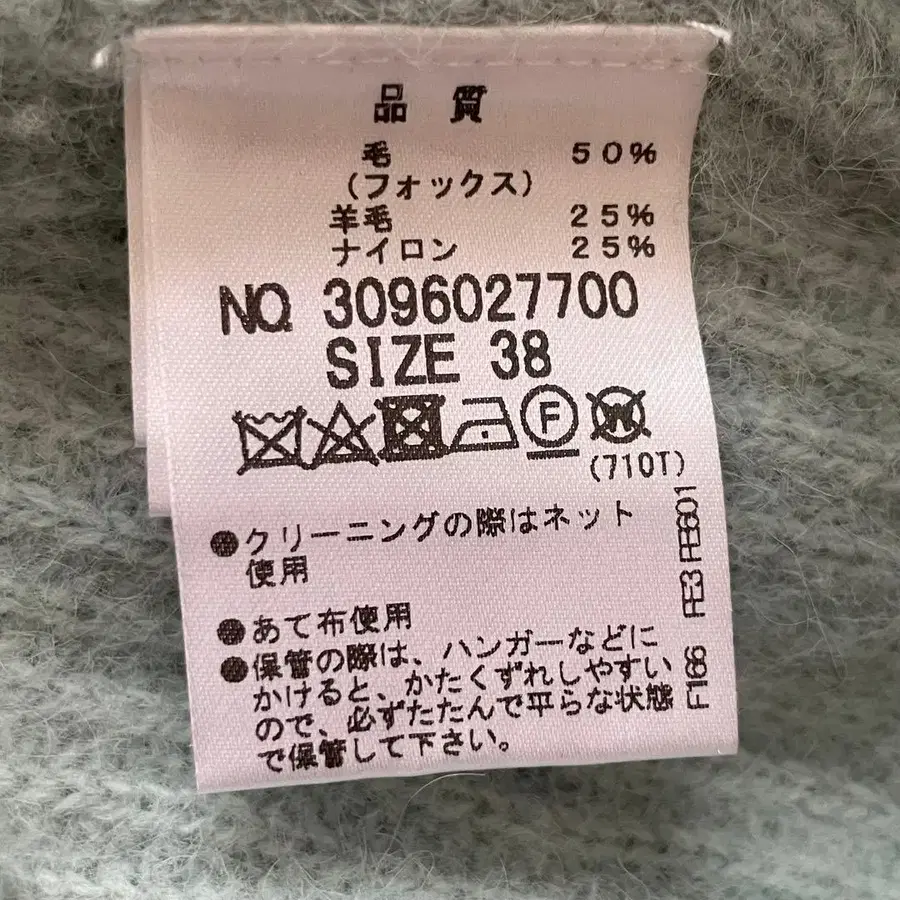 品質
毛 50%
(フォックス)
羊毛 25%
ナイロン 25%
NO. 3096027700
SIZE 38
F W
(710T)
●クリーニングの際はネット
使用
●あて布使用
●保管の際は、ハンガーなどに
かけると、かたくずれしやすい
ので、必ずたたんで平らな状態
で保管して下さい。
F166 PE3 PE601